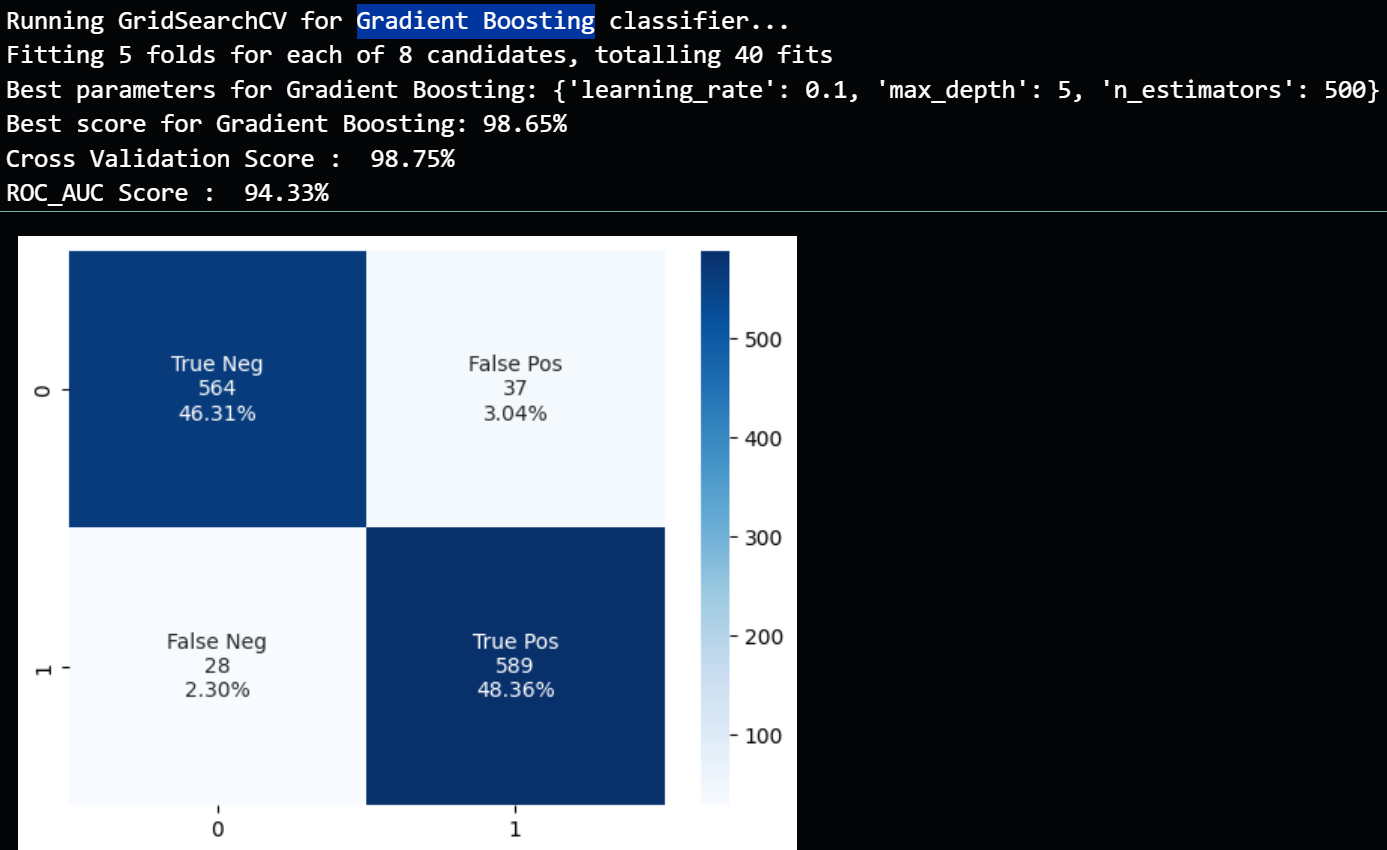 Running GridSearchCV for Gradient Boosting classifier...
Fitting 5 folds for each of 8 candidates, totalling 40 fits
Best parameters for Gradient Boosting: {'learning_rate': 0.1, 'max_depth': 5, 'n_estimators': 500}
Best score for Gradient Boosting: 98.65%
Cross Validation Score :  98.75%
ROC_AUC Score :  94.33%
0
True Neg
564
46.31%
False Pos
37
3.04%
1
False Neg
28
2.30%
True Pos
589
48.36%
0
1
500
400
300
200
100